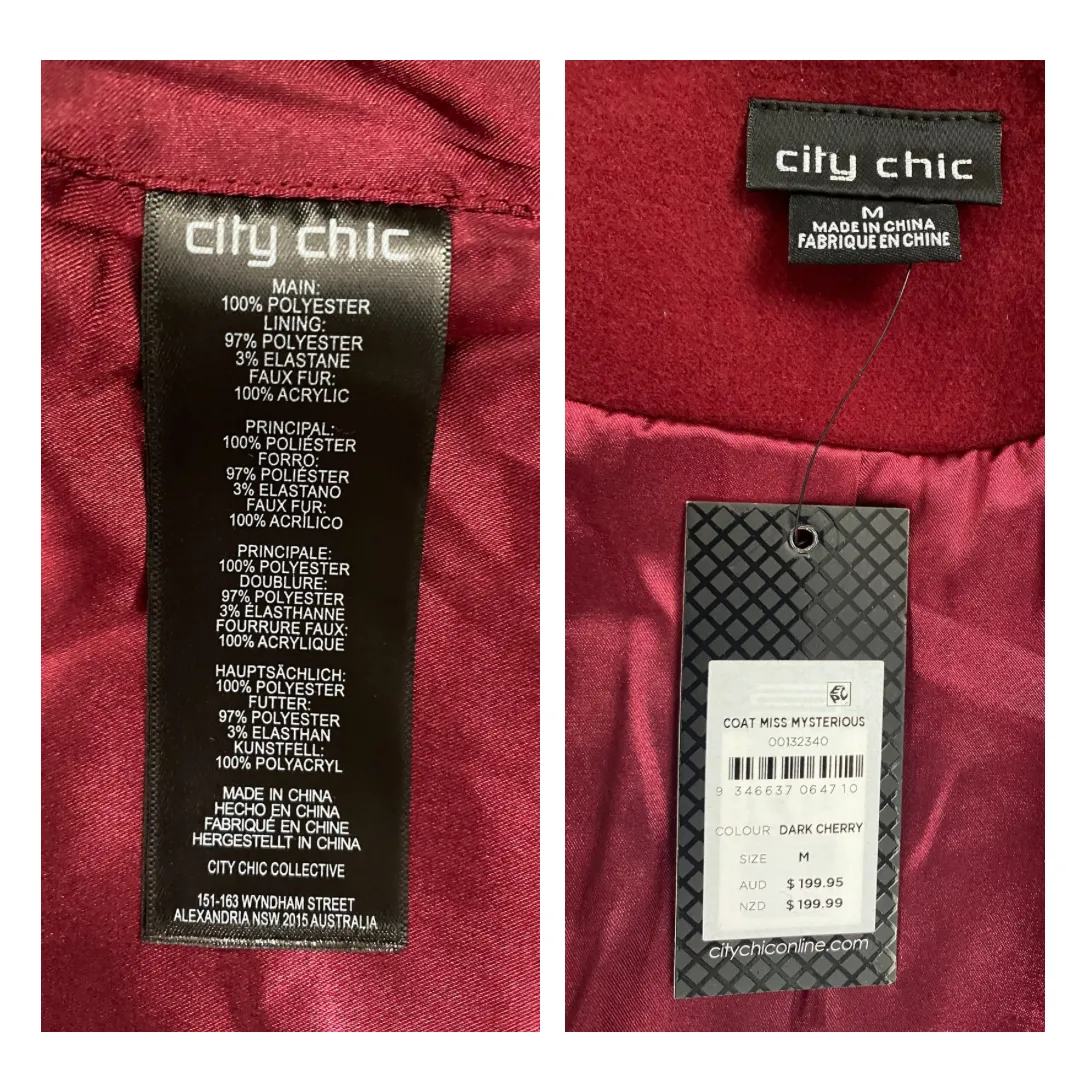 city chic
MAIN:
100% POLYESTER
LINING:
97% POLYESTER
3% ELASTANE
FAUX FUR:
100% ACRYLIC
PRINCIPAL:
100% POLIÉSTER
FORRO:
97% POLIÉSTER
3% ELASTANO
FAUX FUR:
100% ACRÍLICO
PRINCIPALE:
100% POLYESTER
DOUBLURE:
97% POLYESTER
3% ÉLASTHANNE
FOURRURE FAUX:
100% ACRYLIQUE
HAUPTSÄCHLICH:
100% POLYESTER
FUTTER:
97% POLYESTER
3% ELASTHAN
KUNSTFELL:
100% POLYACRYL
MADE IN CHINA
HECHO EN CHINA
FABRIQUÉ EN CHINE
HERGESTELLT IN CHINA
CITY CHIC COLLECTIVE
151-163 WYNDHAM STREET
ALEXANDRIA NSW 2015 AUSTRALIA
city chic
M
MADE IN CHINA
FABRIQUE EN CHINE
COAT MISS MYSTERIOUS
00132340
9 346637 064710
COLOUR DARK CHERRY
SIZE M
AUD $ 199.95
NZD $ 199.99
citychiconline.com